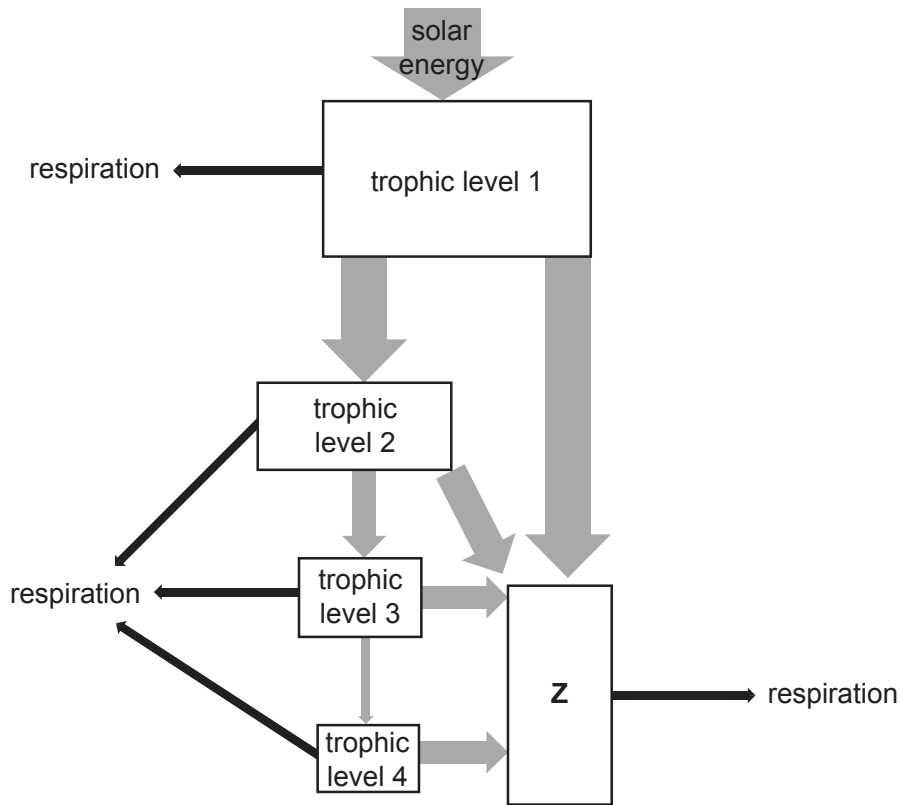 solar
energy
respiration
trophic level 1
trophic
level 2
respiration
trophic
level 3
Z
respiration
trophic
level 4